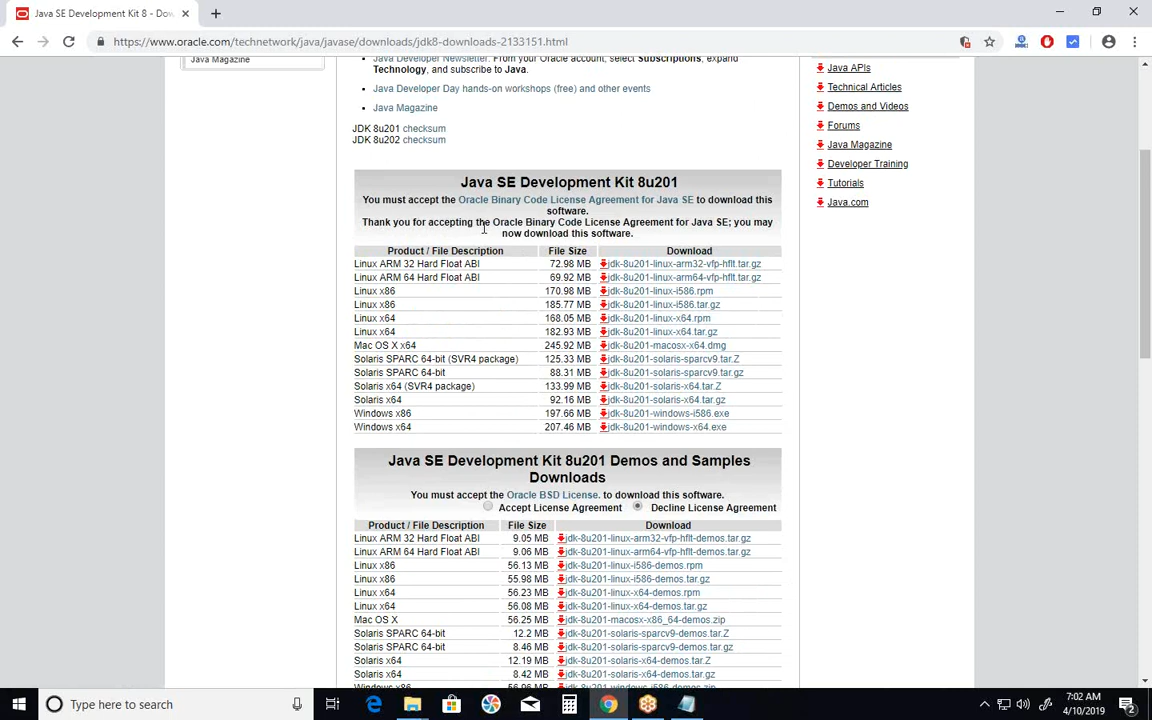 Java SE Development Kit 8 - Dow
https://www.oracle.com/technetwork/java/javase/downloads/jdk8-downloads-2133151.html
Java Magazine
Java Developer Newsletter: From your Oracle account, select Subscriptions, expand
Technology, and subscribe to Java.
Java Developer Day hands-on workshops (free) and other events
Java Magazine
JDK 8u201 checksum
JDK 8u202 checksum
Java APIs
Technical Articles
Demos and Videos
Forums
Java Magazine
Developer Training
Tutorials
Java.com
Java SE Development Kit 8u201
You must accept the Oracle Binary Code License Agreement for Java SE to download this
software.
Thank you for accepting the Oracle Binary Code License Agreement for Java SE; you may
now download this software.
Product / File Description File Size Download
Linux ARM 32 Hard Float ABI 72.98 MB jdk-8u201-linux-arm32-vfp-hflt.tar.gz
Linux ARM 64 Hard Float ABI 69.92 MB jdk-8u201-linux-arm64-vfp-hflt.tar.gz
Linux x86 170.98 MB jdk-8u201-linux-i586.rpm
Linux x86 185.77 MB jdk-8u201-linux-i586.tar.gz
Linux x64 168.05 MB jdk-8u201-linux-x64.rpm
Linux x64 182.93 MB jdk-8u201-linux-x64.tar.gz
Mac OS X x64 245.92 MB jdk-8u201-macosx-x64.dmg
Solaris SPARC 64-bit (SVR4 package) 125.33 MB jdk-8u201-solaris-sparcv9.tar.Z
Solaris SPARC 64-bit 88.31 MB jdk-8u201-solaris-sparcv9.tar.gz
Solaris x64 (SVR4 package) 133.99 MB jdk-8u201-solaris-x64.tar.Z
Solaris x64 92.16 MB jdk-8u201-solaris-x64.tar.gz
Windows x86 197.66 MB jdk-8u201-windows-i586.exe
Windows x64 207.46 MB jdk-8u201-windows-x64.exe
Java SE Development Kit 8u201 Demos and Samples
Downloads
You must accept the Oracle BSD License. to download this software.
Accept License Agreement Decline License Agreement
Product / File Description File Size Download
Linux ARM 32 Hard Float ABI 9.05 MB jdk-8u201-linux-arm32-vfp-hflt-demos.tar.gz
Linux ARM 64 Hard Float ABI 9.06 MB jdk-8u201-linux-arm64-vfp-hflt-demos.tar.gz
Linux x86 56.13 MB jdk-8u201-linux-i586-demos.rpm
Linux x86 55.98 MB jdk-8u201-linux-i586-demos.tar.gz
Linux x64 56.23 MB jdk-8u201-linux-x64-demos.rpm
Linux x64 56.08 MB jdk-8u201-linux-x64-demos.tar.gz
Mac OS X 56.25 MB jdk-8u201-macosx-x86_64-demos.zip
Solaris SPARC 64-bit 12.2 MB jdk-8u201-solaris-sparcv9-demos.tar.Z
Solaris SPARC 64-bit 8.46 MB jdk-8u201-solaris-sparcv9-demos.tar.gz
Solaris x64 12.19 MB jdk-8u201-solaris-x64-demos.tar.Z
Solaris x64 8.42 MB jdk-8u201-solaris-x64-demos.tar.gz
Windows x86 56.96 MB jdk-8u201-windows-i586-demos.zip
Type here to search
7:02 AM
4/10/2019
2